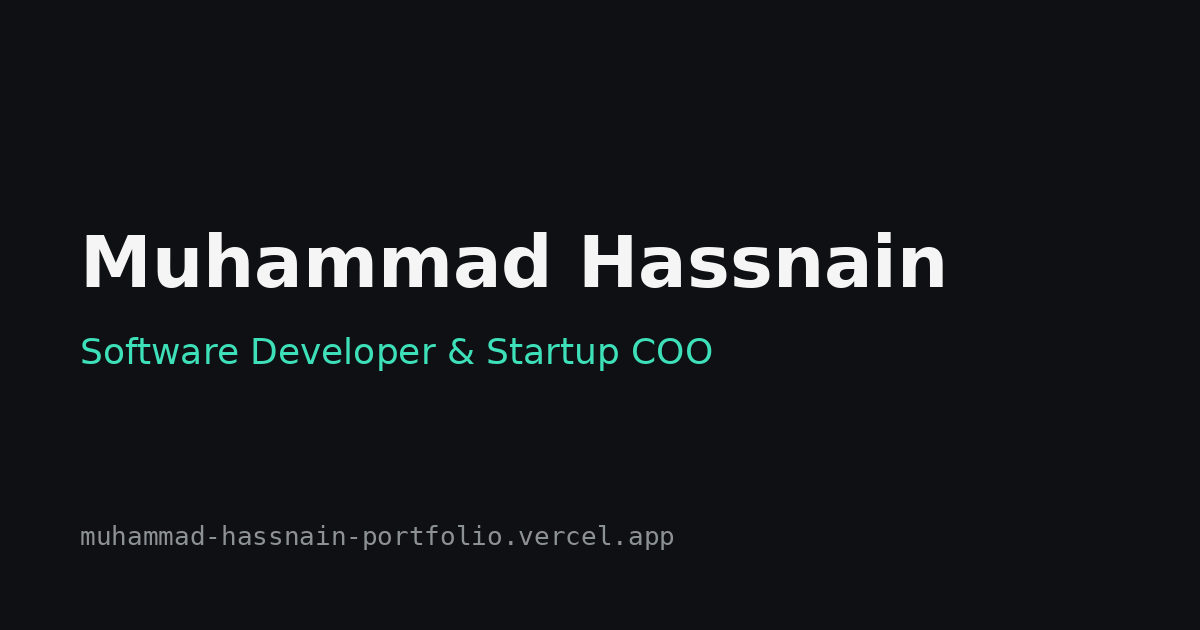 Muhammad Hassnain
Software Developer & Startup COO
muhammad-hassnain-portfolio.vercel.app